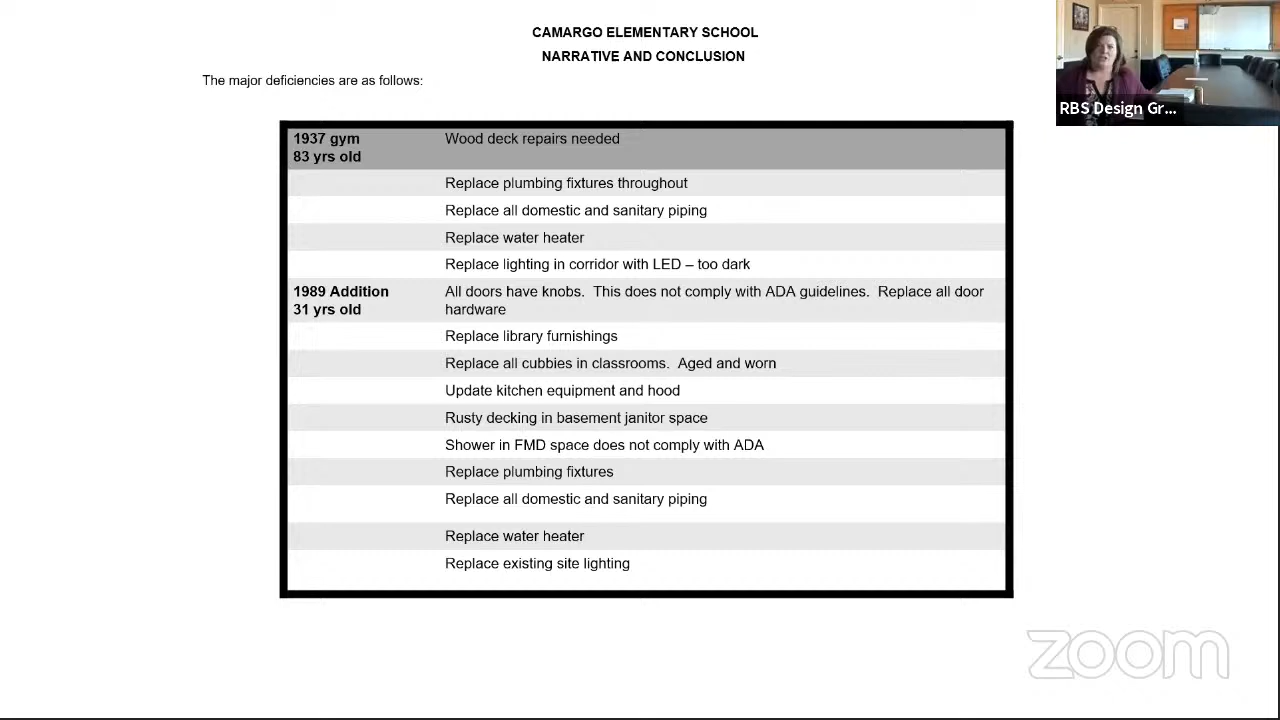 CAMARGO ELEMENTARY SCHOOL
NARRATIVE AND CONCLUSION
The major deficiencies are as follows:
RBS Design Gr...
1937 gym
83 yrs old
Wood deck repairs needed
Replace plumbing fixtures throughout
Replace all domestic and sanitary piping
Replace water heater
Replace lighting in corridor with LED – too dark
1989 Addition
31 yrs old
All doors have knobs.  This does not comply with ADA guidelines.  Replace all door
hardware
Replace library furnishings
Replace all cubbies in classrooms.  Aged and worn
Update kitchen equipment and hood
Rusty decking in basement janitor space
Shower in FMD space does not comply with ADA
Replace plumbing fixtures
Replace all domestic and sanitary piping
Replace water heater
Replace existing site lighting
zoom